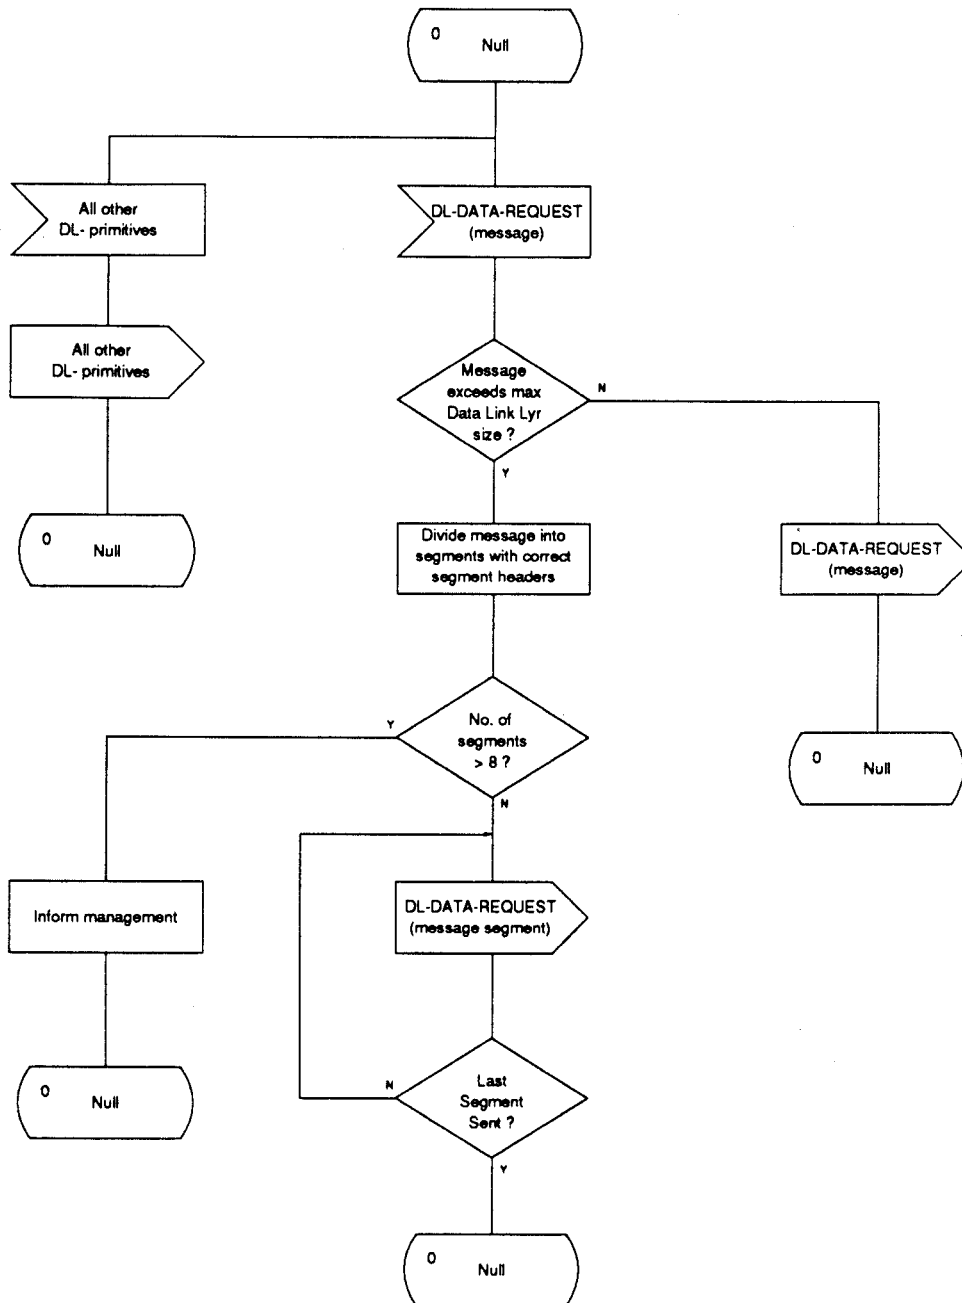 0
Null
All other
DL- primitives
DL-DATA-REQUEST
(message)
All other
DL- primitives
Message
exceeds max
Data Link Lyr
size ?
N
Y
0
Null
Divide message into
segments with correct
segment headers
DL-DATA-REQUEST
(message)
No. of
segments
> 8 ?
Y
N
0
Null
Inform management
DL-DATA-REQUEST
(message segment)
0
Null
Last
Segment
Sent ?
N
Y
0
Null